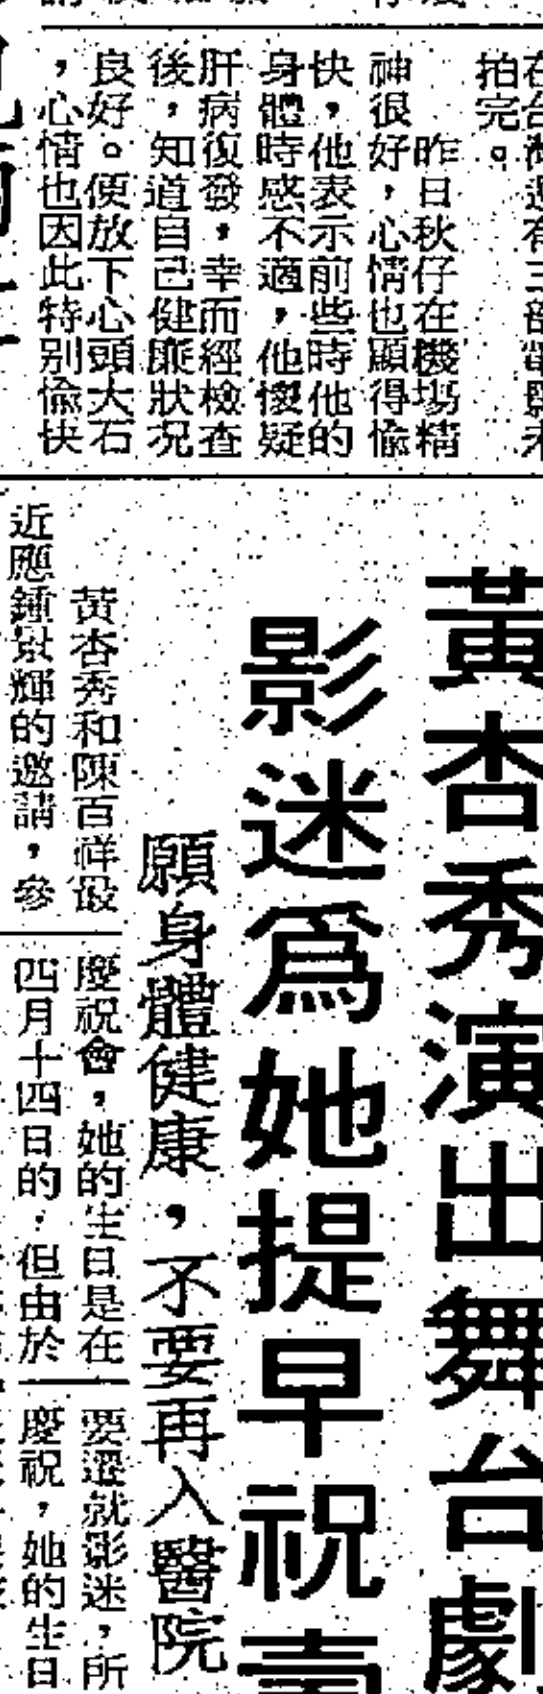 拍完。
昨日秋仔在機場精
神很好，心情也顯得愉
快，他表示前些時他的
身體時感不適，他懷疑
肝病復發，幸而經檢查
後，知道自己健康狀況
良好。便放下心頭大石
，心情也因此特別愉快
黃杏秀演出舞台劇
影迷為她提早祝壽
願身體健康，不要再入醫院
黃杏秀和陳百祥最
近應鍾景輝的邀請，參
慶祝會，她的生日是在
四月十四日的，但由於
要遷就影迷，所
慶祝，她的生日